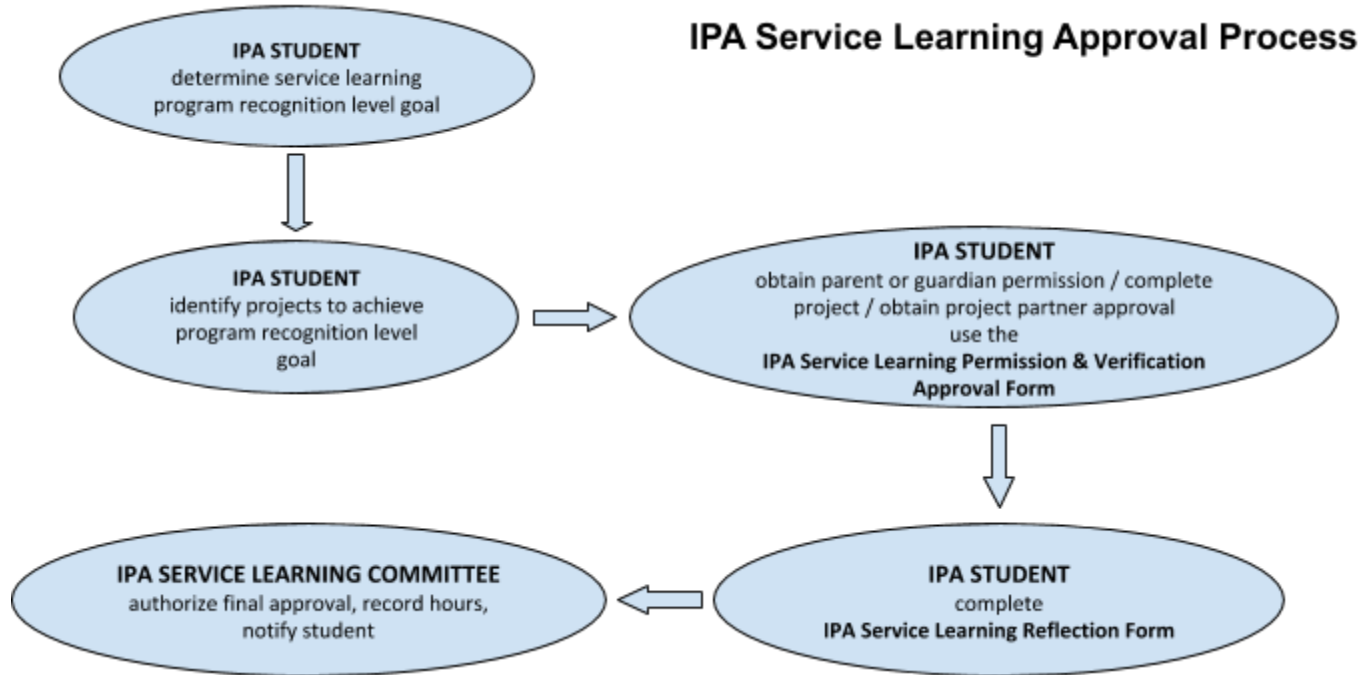 IPA Service Learning Approval Process
IPA STUDENT
determine service learning
program recognition level goal
IPA STUDENT
identify projects to achieve
program recognition level
goal
IPA STUDENT
obtain parent or guardian permission / complete
project / obtain project partner approval
use the
IPA Service Learning Permission & Verification
Approval Form
IPA STUDENT
complete
IPA Service Learning Reflection Form
IPA SERVICE LEARNING COMMITTEE
authorize final approval, record hours,
notify student